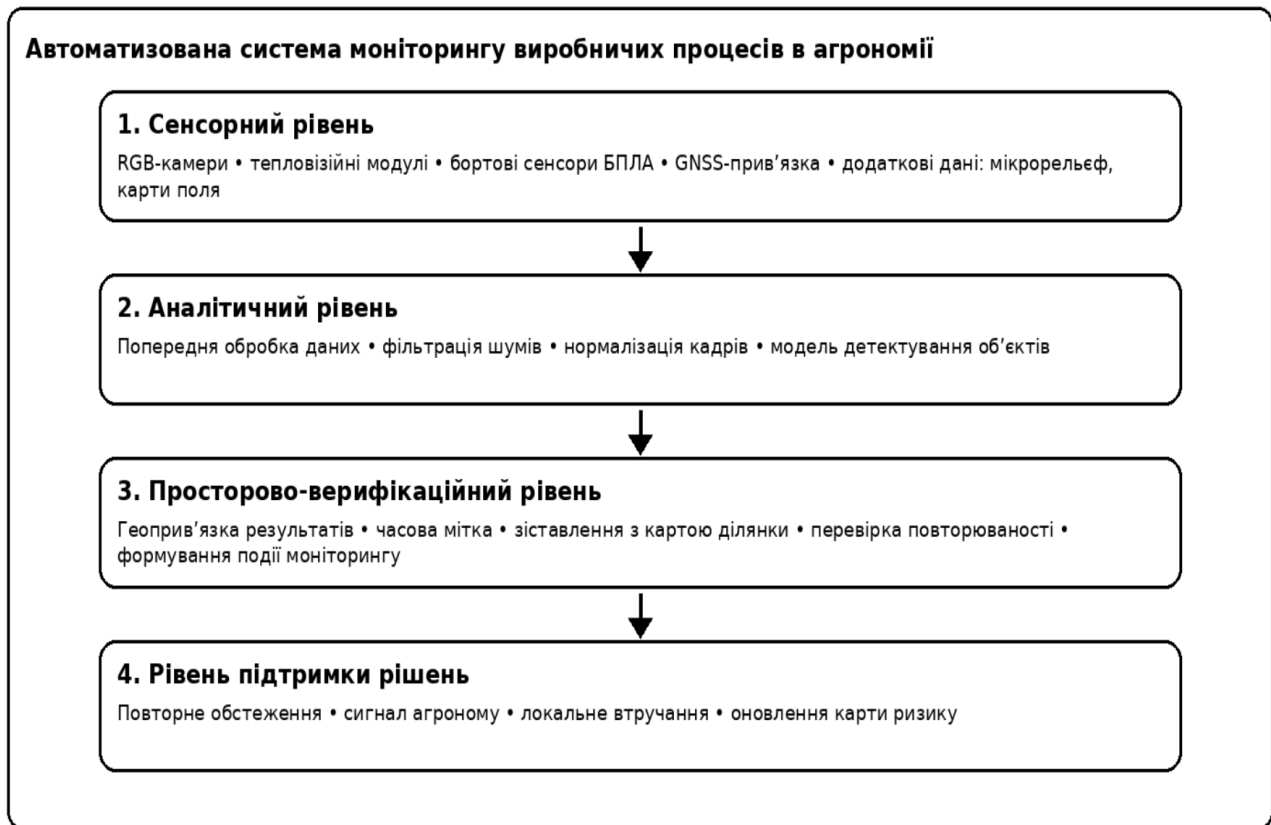 Автоматизована система моніторингу виробничих процесів в агрономії
1. Сенсорний рівень
RGB-камери • тепловізійні модулі • бортові сенсори БПЛА • GNSS-прив’язка • додаткові дані: мікрорельєф,
карти поля
2. Аналітичний рівень
Попередня обробка даних • фільтрація шумів • нормалізація кадрів • модель детектування об’єктів
3. Просторово-верифікаційний рівень
Геоприв’язка результатів • часова мітка • зіставлення з картою ділянки • перевірка повторюваності •
формування події моніторингу
4. Рівень підтримки рішень
Повторне обстеження • сигнал агроному • локальне втручання • оновлення карти ризику